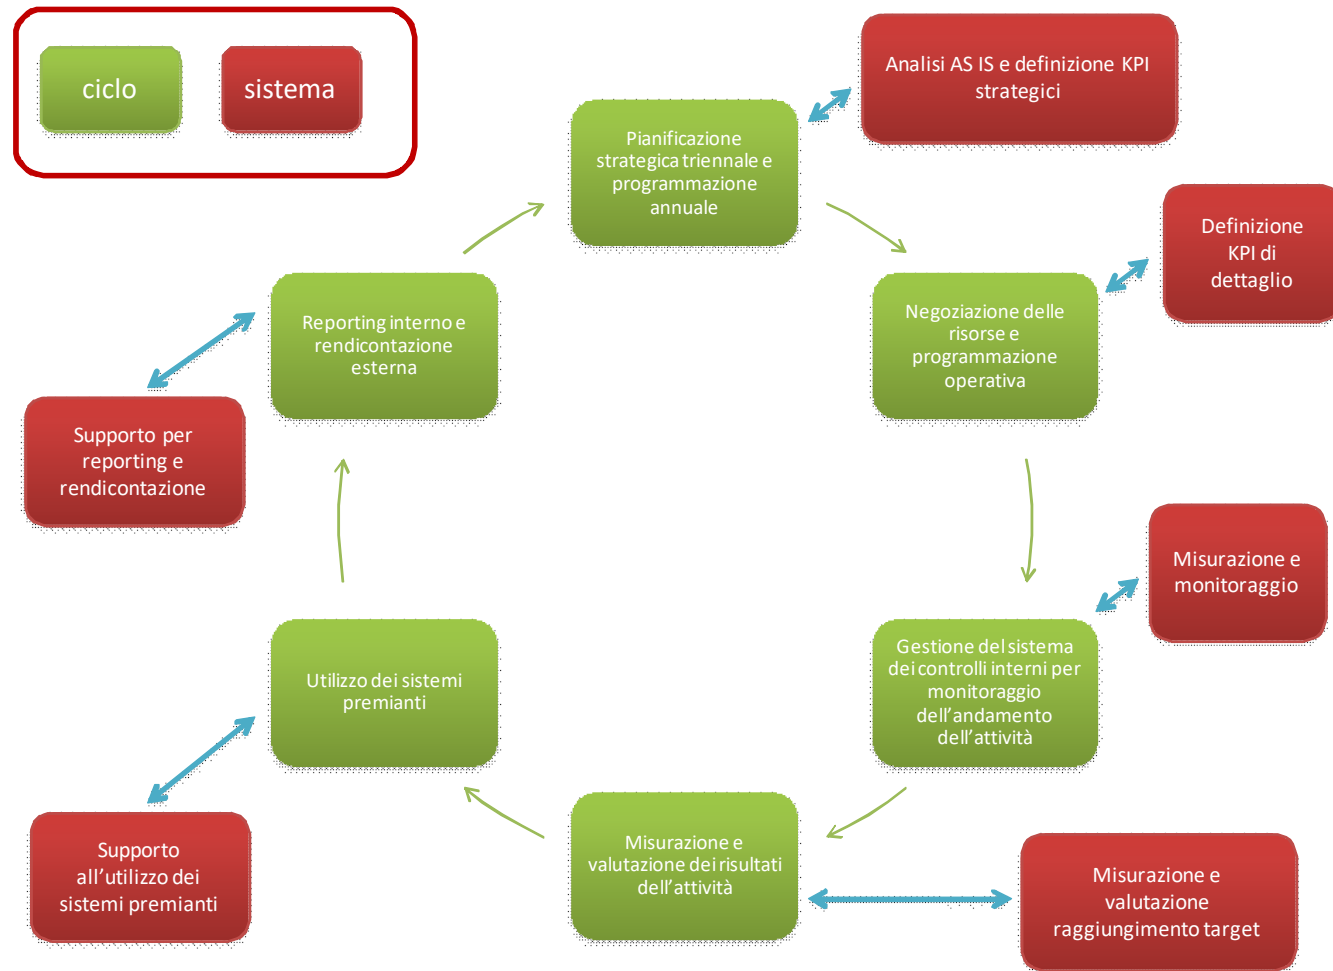 ciclo
sistema
Analisi AS IS e definizione KPI
strategici
Pianificazione
strategica triennale e
programmazione
annuale
Definizione
KPI di
dettaglio
Negoziazione delle
risorse e
programmazione
operativa
Reporting interno e
rendicontazione
esterna
Supporto per
reporting e
rendicontazione
Misurazione e
monitoraggio
Gestione del sistema
dei controlli interni per
monitoraggio
dell'andamento
dell'attività
Utilizzo dei sistemi
premianti
Misurazione e
valutazione dei risultati
dell'attività
Supporto
all'utilizzo dei
sistemi premianti
Misurazione e
valutazione
raggiungimento target